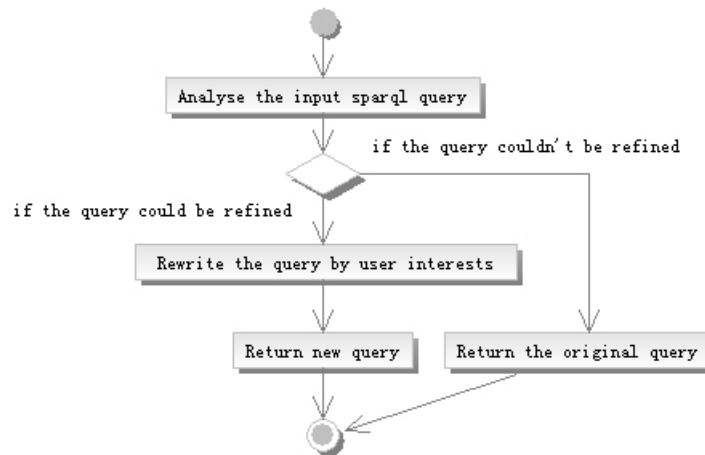 Analyse the input sparql query
if the query couldn't be refined
if the query could be refined
Rewrite the query by user interests
Return new query
Return the original query